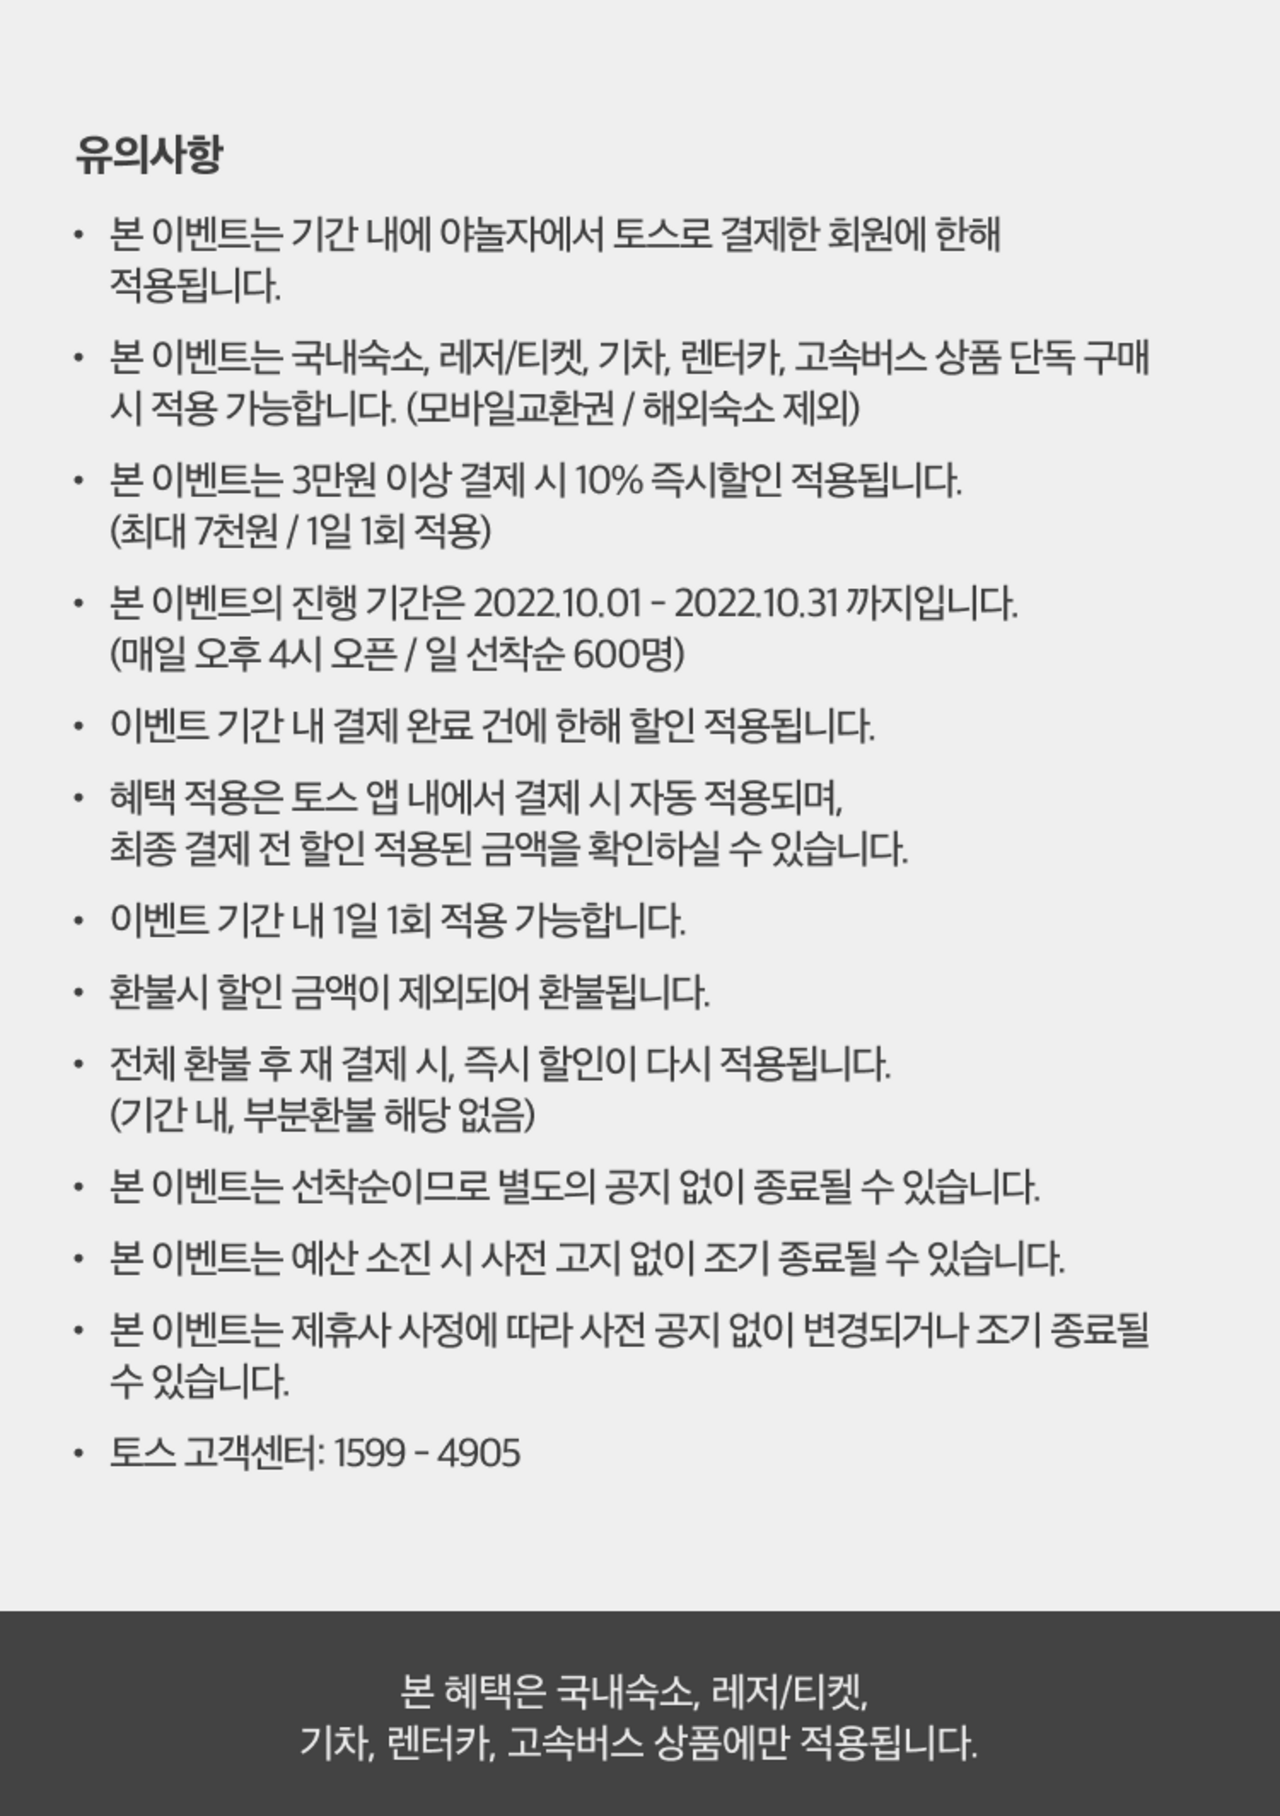 유의사항
• 본 이벤트는 기간 내에 야놀자에서 토스로 결제한 회원에 한해
적용됩니다.
• 본 이벤트는 국내숙소, 레저/티켓, 기차, 렌터카, 고속버스 상품 단독 구매
시 적용 가능합니다. (모바일교환권 / 해외숙소 제외)
• 본 이벤트는 3만원 이상 결제 시 10% 즉시할인 적용됩니다.
(최대 7천원 / 1일 1회 적용)
• 본 이벤트의 진행 기간은 2022.10.01 - 2022.10.31 까지입니다.
(매일 오후 4시 오픈 / 일 선착순 600명)
• 이벤트 기간 내 결제 완료 건에 한해 할인 적용됩니다.
• 혜택 적용은 토스 앱 내에서 결제 시 자동 적용되며,
최종 결제 전 할인 적용된 금액을 확인하실 수 있습니다.
• 이벤트 기간 내 1일 1회 적용 가능합니다.
• 환불시 할인 금액이 제외되어 환불됩니다.
• 전체 환불 후 재 결제 시, 즉시 할인이 다시 적용됩니다.
(기간 내, 부분환불 해당 없음)
• 본 이벤트는 선착순이므로 별도의 공지 없이 종료될 수 있습니다.
• 본 이벤트는 예산 소진 시 사전 고지 없이 조기 종료될 수 있습니다.
• 본 이벤트는 제휴사 사정에 따라 사전 공지 없이 변경되거나 조기 종료될
수 있습니다.
• 토스 고객센터: 1599 - 4905
본 혜택은 국내숙소, 레저/티켓,
기차, 렌터카, 고속버스 상품에만 적용됩니다.